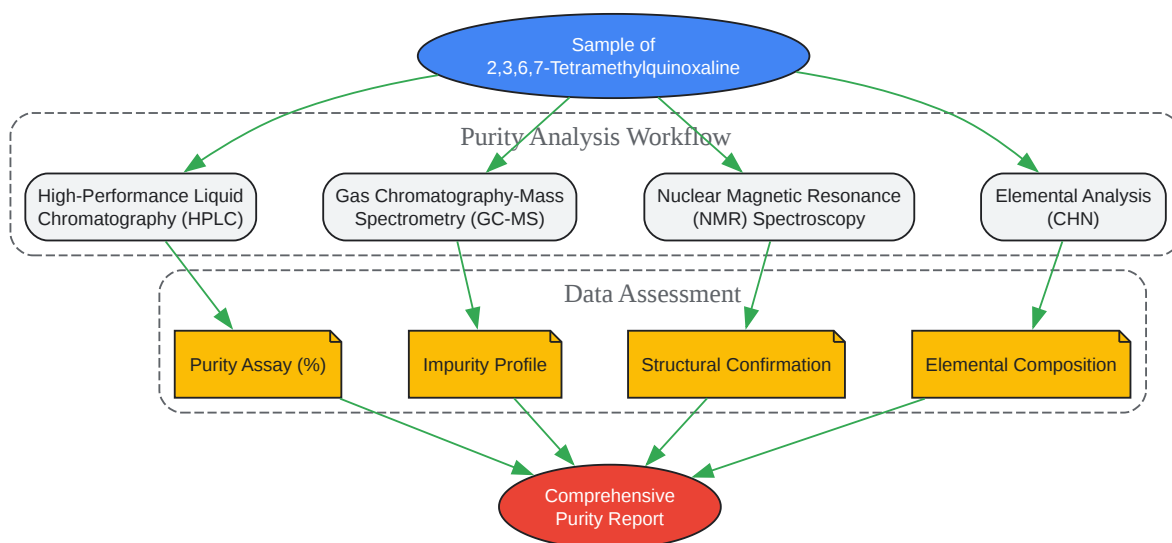 Sample of
2,3,6,7-Tetramethylquinoxaline
Purity Analysis Workflow
High-Performance Liquid
Chromatography (HPLC)
Gas Chromatography-Mass
Spectrometry (GC-MS)
Nuclear Magnetic Resonance
(NMR) Spectroscopy
Elemental Analysis
(CHN)
Data Assessment
Purity Assay (%)
Impurity Profile
Structural Confirmation
Elemental Composition
Comprehensive
Purity Report